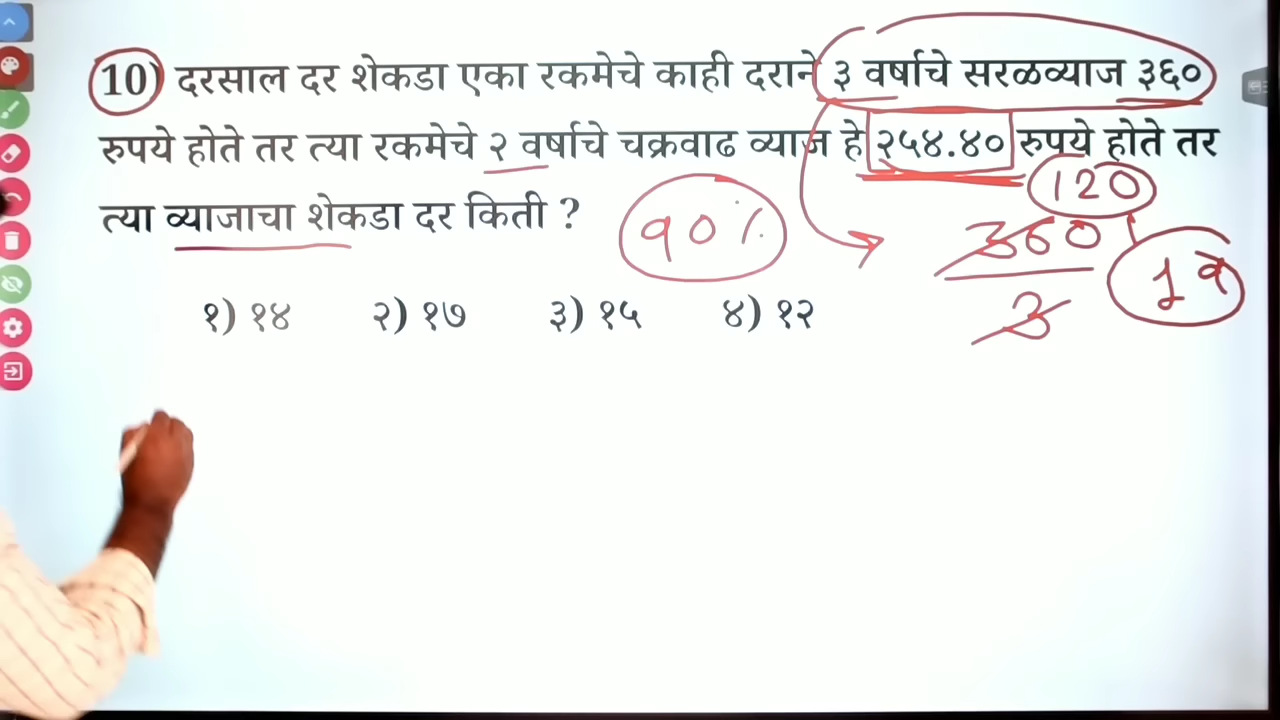 10) दरसाल दर शेकडा एका रकमेचे काही दराने ३ वर्षाचे सरळव्याज ३६०
रुपये होते तर त्या रकमेचे २ वर्षाचे चक्रवाढ व्याज हे २५४.४० रुपये होते तर
त्या व्याजाचा शेकडा दर किती ?
90%
120
360
3
1 व
१) १४ २) १७ ३) १५ ४) १२